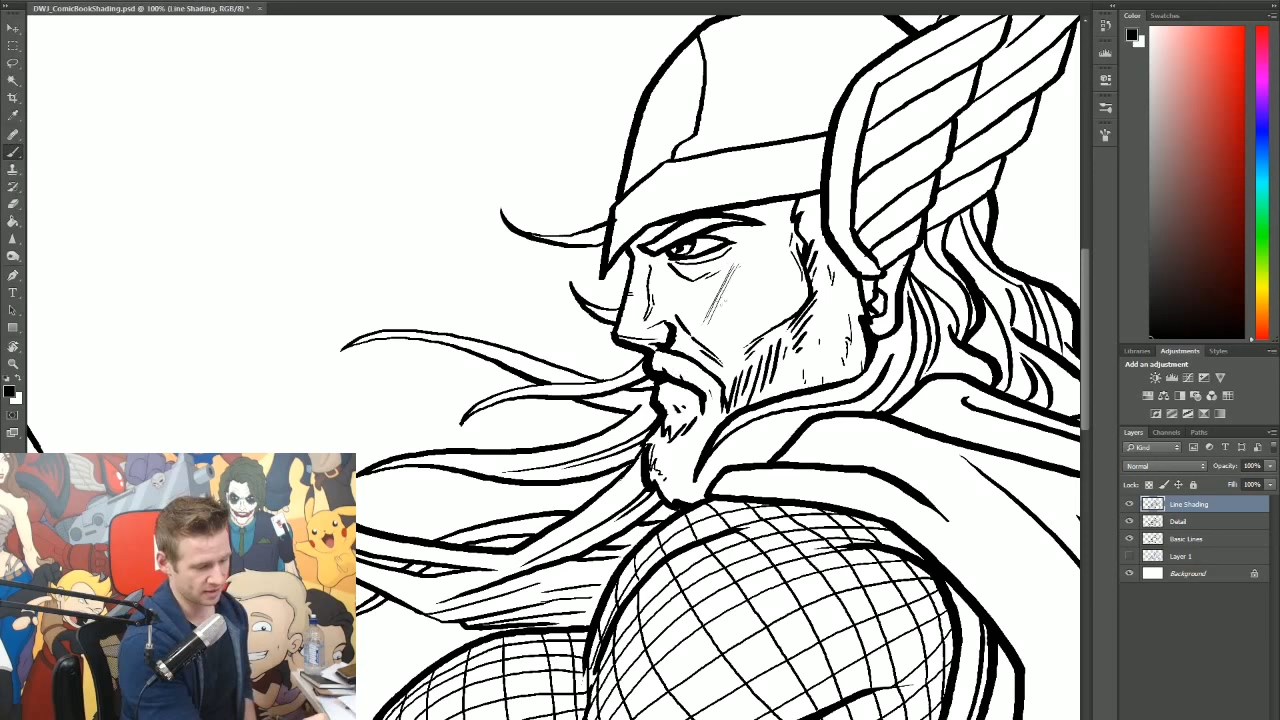 DWJ_ComicBookShading.psd @ 100% (Line Shading, RGB/8) *
Color
Swatches
Libraries
Adjustments
Styles
Add an adjustment
Layers
Channels
Paths
Kind
Normal
Opacity: 100%
Lock:
Fill: 100%
Line Shading
Detail
Basic Lines
Layer 1
Background